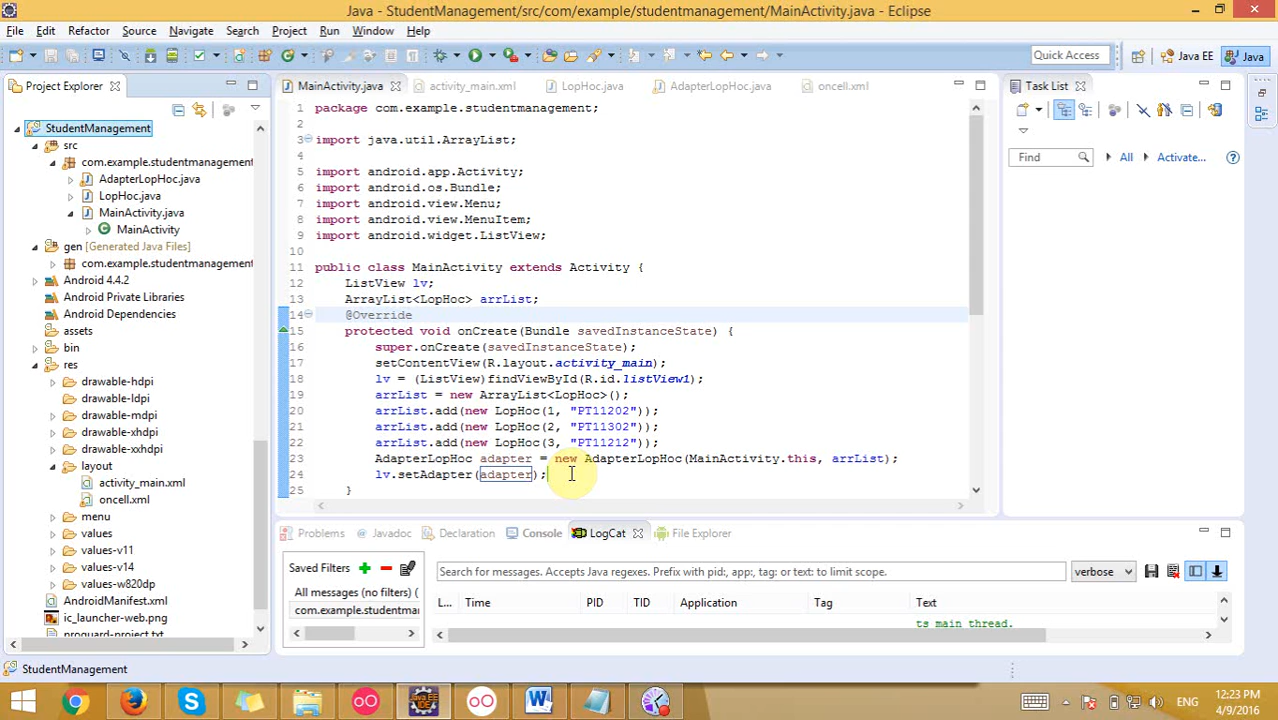 Java - StudentManagement/src/com/example/studentmanagement/MainActivity.java - Eclipse
File Edit Refactor Source Navigate Search Project Run Window Help
Quick Access
Java EE
Java
Project Explorer
StudentManagement
src
com.example.studentmanagement
AdapterLopHoc.java
LopHoc.java
MainActivity.java
MainActivity
gen [Generated Java Files]
com.example.studentmanagement
Android 4.4.2
Android Private Libraries
Android Dependencies
assets
bin
res
drawable-hdpi
drawable-ldpi
drawable-mdpi
drawable-xhdpi
drawable-xxhdpi
layout
activity_main.xml
oncell.xml
menu
values
values-v11
values-v14
values-w820dp
AndroidManifest.xml
ic_launcher-web.png
proguard-project.txt
MainActivity.java activity_main.xml LopHoc.java AdapterLopHoc.java oncell.xml
1 package com.example.studentmanagement;
2
3 import java.util.ArrayList;
4
5 import android.app.Activity;
6 import android.os.Bundle;
7 import android.view.Menu;
8 import android.view.MenuItem;
9 import android.widget.ListView;
10
11 public class MainActivity extends Activity {
12 ListView lv;
13 ArrayList<LopHoc> arrList;
14 @Override
15 protected void onCreate(Bundle savedInstanceState) {
16 super.onCreate(savedInstanceState);
17 setContentView(R.layout.activity_main);
18 lv = (ListView)findViewById(R.id.listView1);
19 arrList = new ArrayList<LopHoc>();
20 arrList.add(new LopHoc(1, "PT11202"));
21 arrList.add(new LopHoc(2, "PT11302"));
22 arrList.add(new LopHoc(3, "PT11212"));
23 AdapterLopHoc adapter = new AdapterLopHoc(MainActivity.this, arrList);
24 lv.setAdapter(adapter);
25 }
Task List
Find All Activate...
Problems Javadoc Declaration Console LogCat File Explorer
Saved Filters
All messages (no filters) (
com.example.studentma
Search for messages. Accepts Java regexes. Prefix with pid:, app:, tag: or text: to limit scope.
verbose
L... Time PID TID Application Tag Text
ts main thread.
StudentManagement
ENG
12:23 PM
4/9/2016